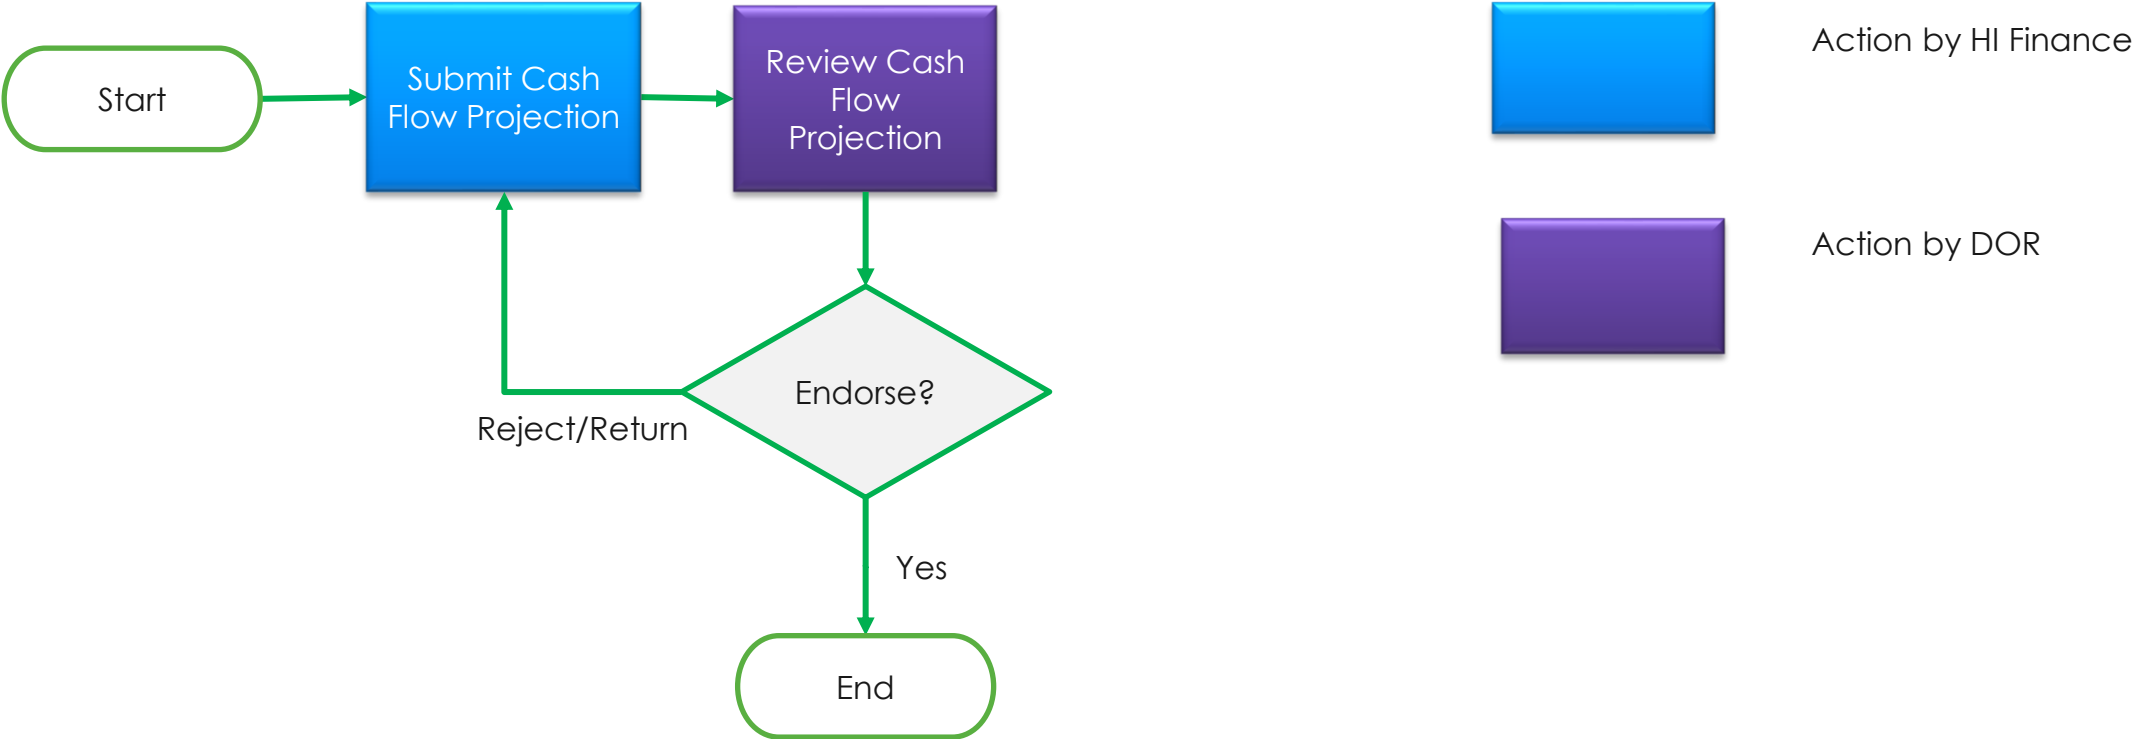 Start
Submit Cash
Flow Projection
Review Cash
Flow
Projection
Endorse?
Reject/Return
Yes
End
Action by HI Finance
Action by DOR